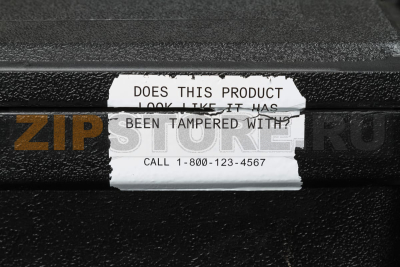 DOES THIS PRODUCT
LOOK LIKE IT HAS
BEEN TAMPERED WITH?
CALL 1-800-123-4567
ZIPSTORE.RU